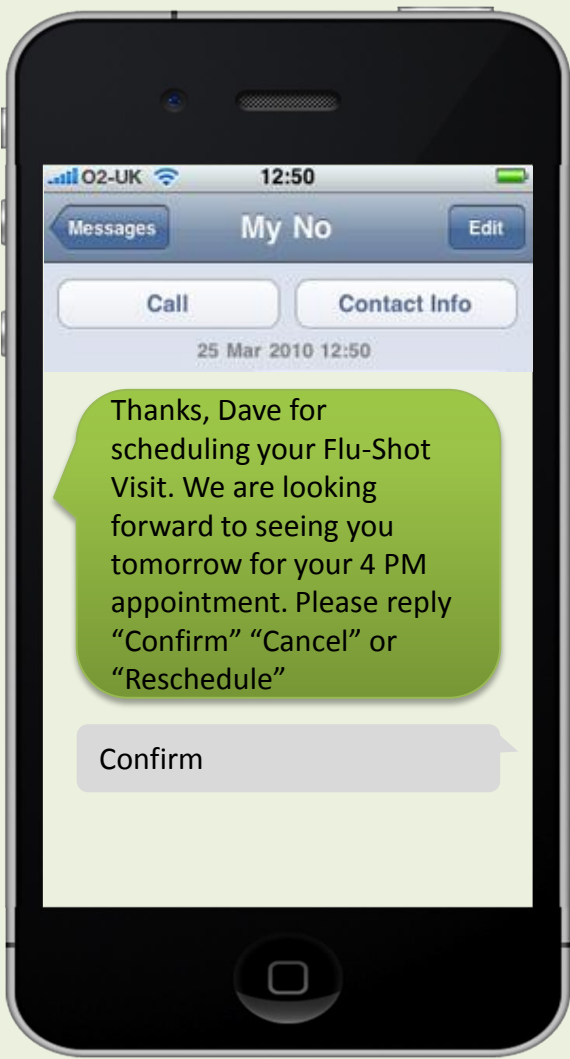 O2-UK 12:50
Messages My No Edit
Call Contact Info
25 Mar 2010 12:50
Thanks, Dave for
scheduling your Flu-Shot
Visit. We are looking
forward to seeing you
tomorrow for your 4 PM
appointment. Please reply
“Confirm” “Cancel” or
“Reschedule”
Confirm